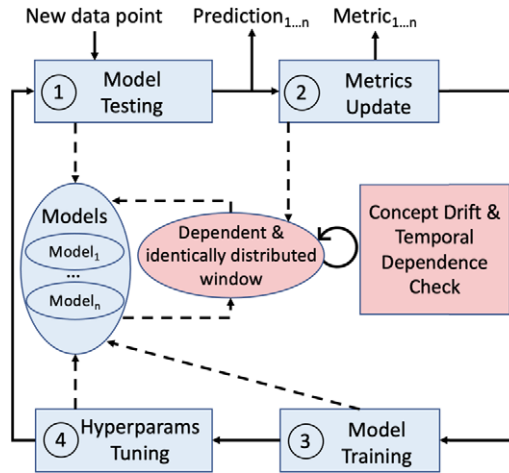 New data point
Prediction1...n
Metric1...n
1
Model
Testing
2
Metrics
Update
Models
Model1
...
Modeln
Dependent &
identically distributed
window
Concept Drift &
Temporal
Dependence
Check
4
Hyperparams
Tuning
3
Model
Training